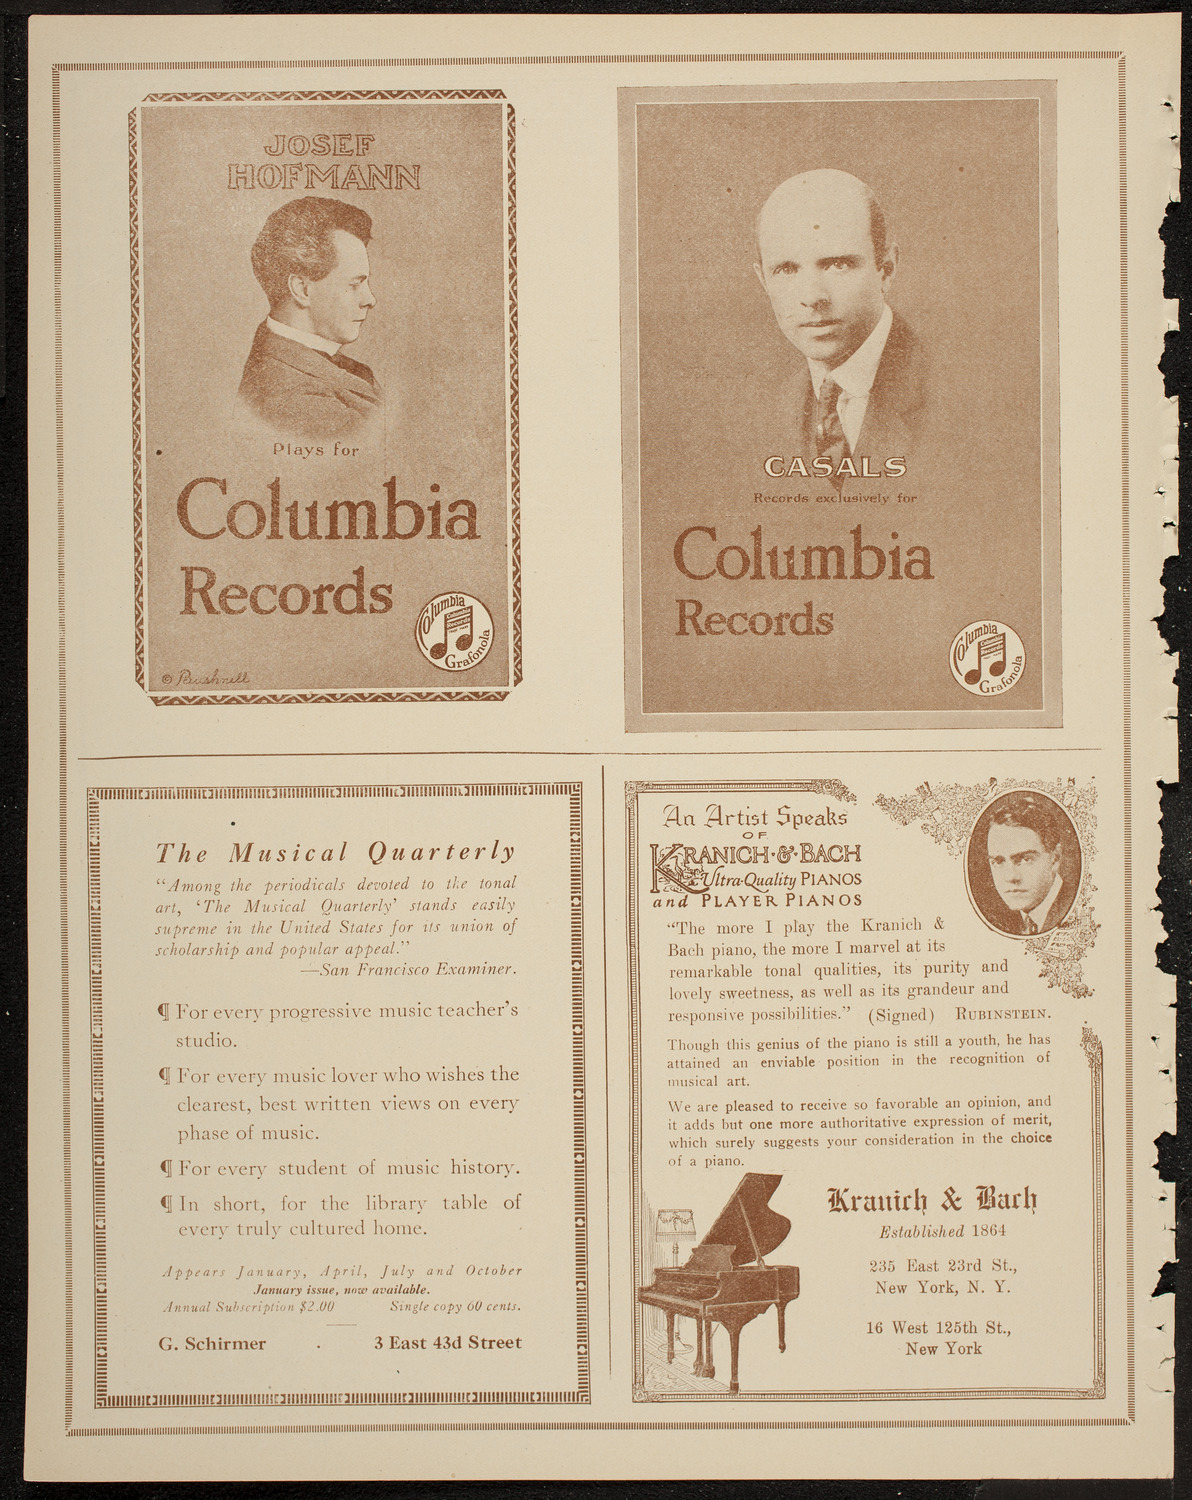 JOSEF
HOFMANN
Plays for
Columbia
Records
Columbia
Columbia
Records
Grafonola
© Bushnell
CASALS
Records exclusively for
Columbia
Records
Columbia
Columbia
Records
Grafonola
The Musical Quarterly
“Among the periodicals devoted to the tonal
art, ‘The Musical Quarterly’ stands easily
supreme in the United States for its union of
scholarship and popular appeal.”
—San Francisco Examiner.
¶ For every progressive music teacher’s
studio.
¶ For every music lover who wishes the
clearest, best written views on every
phase of music.
¶ For every student of music history.
¶ In short, for the library table of
every truly cultured home.
Appears January, April, July and October
January issue, now available.
Annual Subscription $2.00 Single copy 60 cents.
G. Schirmer . 3 East 43d Street
An Artist Speaks
OF
KRANICH·&·BACH
Ultra-Quality PIANOS
and PLAYER PIANOS
“The more I play the Kranich &
Bach piano, the more I marvel at its
remarkable tonal qualities, its purity and
lovely sweetness, as well as its grandeur and
responsive possibilities.” (Signed) RUBINSTEIN.
Though this genius of the piano is still a youth, he has
attained an enviable position in the recognition of
musical art.
We are pleased to receive so favorable an opinion, and
it adds but one more authoritative expression of merit,
which surely suggests your consideration in the choice
of a piano.
Kranich & Bach
Established 1864
235 East 23rd St.,
New York, N. Y.
16 West 125th St.,
New York